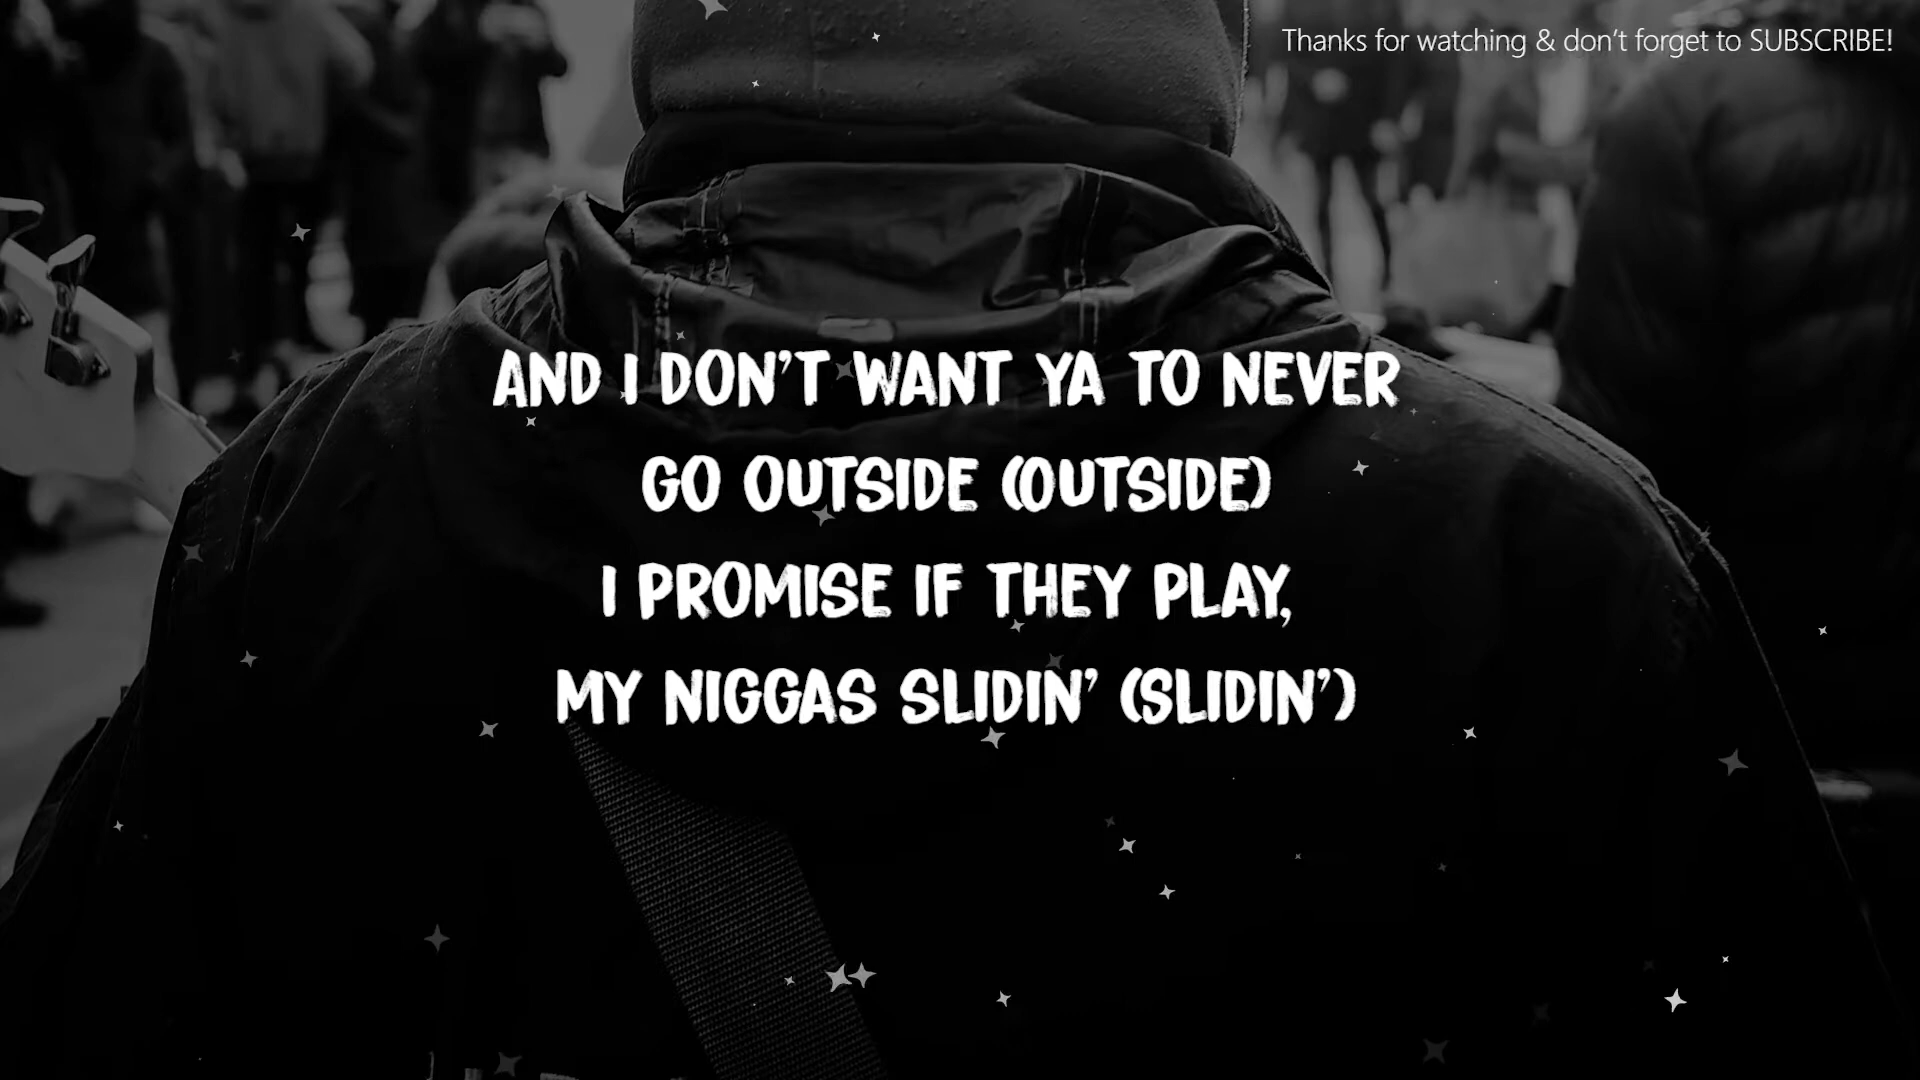 Thanks for watching & don't forget to SUBSCRIBE!
AND I DON'T WANT YA TO NEVER
GO OUTSIDE (OUTSIDE)
I PROMISE IF THEY PLAY,
MY NIGGAS SLIDIN' (SLIDIN')